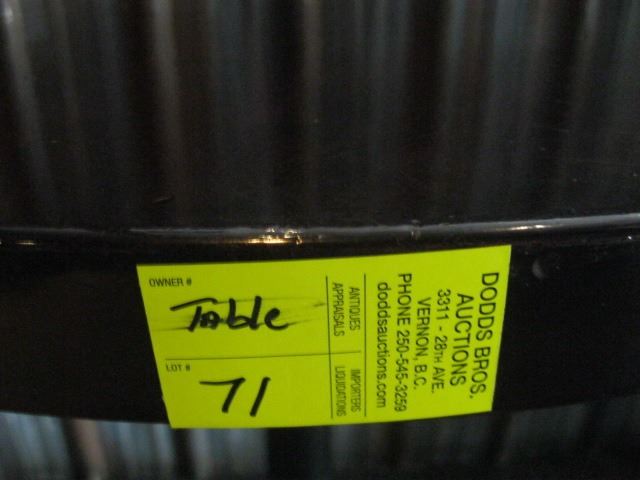 OWNER #
Table
LOT #
71
ANTIQUES
APPRAISALS
IMPORTERS
LIQUIDATIONS
DODDS BROS.
AUCTIONS
3311 - 28TH AVE.
VERNON, B.C.
PHONE 250-545-3259
doddsauctions.com